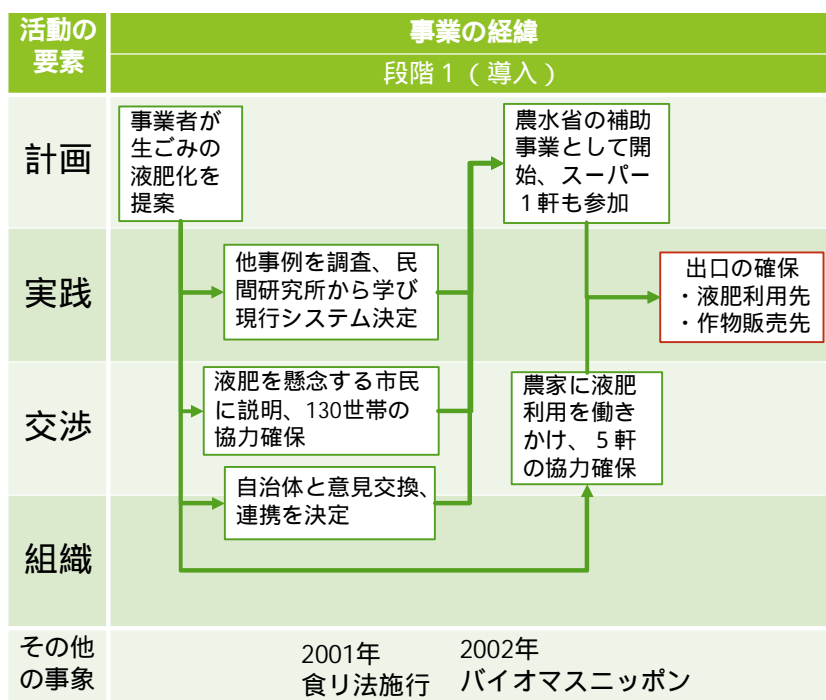 活動の
要素
事業の経緯
段階１（導入）
計画
事業者が
生ごみの
液肥化を
提案
農水省の補助
事業として開
始、スーパー
１軒も参加
実践
他事例を調査、民
間研究所から学び
現行システム決定
出口の確保
・液肥利用先
・作物販売先
交渉
液肥を懸念する市民
に説明、130世帯の
協力確保
農家に液肥
利用を働き
かけ、５軒
の協力確保
自治体と意見交換、
連携を決定
組織
その他
の事象
2001年
食リ法施行
2002年
バイオマスニッポン